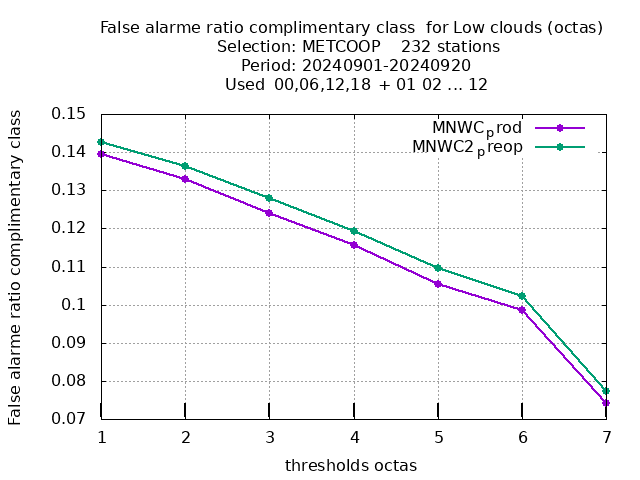 False alarme ratio complimentary class  for Low clouds (octas)
Selection: METCOOP    232 stations
Period: 20240901-20240920
Used  00,06,12,18 + 01 02 ... 12
False alarme ratio complimentary class
0.15
0.14
0.13
0.12
0.11
0.1
0.09
0.08
0.07
MNWCprod
MNWC2preop
1 2 3 4 5 6 7
thresholds octas